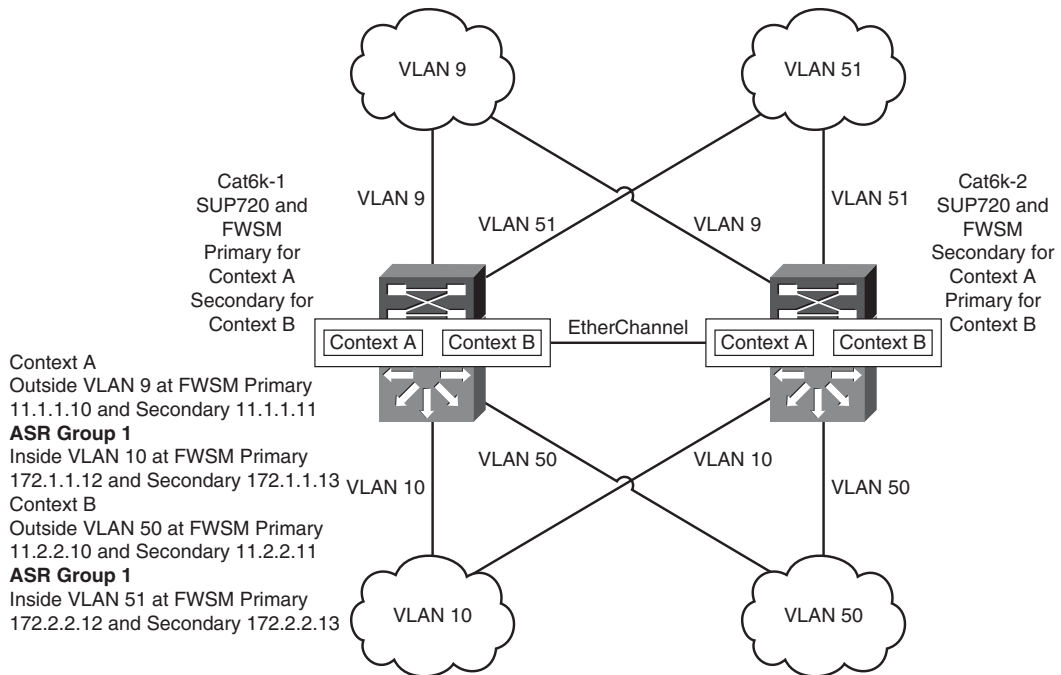 VLAN 9
VLAN 51
Cat6k-1
SUP720 and
FWSM
Primary for
Context A
Secondary for
Context B
VLAN 9
VLAN 51
VLAN 9
VLAN 51
Cat6k-2
SUP720 and
FWSM
Secondary for
Context A
Primary for
Context B
Context A
Context B
EtherChannel
Context A
Context B
Context A
Outside VLAN 9 at FWSM Primary
11.1.1.10 and Secondary 11.1.1.11
ASR Group 1
Inside VLAN 10 at FWSM Primary
172.1.1.12 and Secondary 172.1.1.13
Context B
Outside VLAN 50 at FWSM Primary
11.2.2.10 and Secondary 11.2.2.11
ASR Group 1
Inside VLAN 51 at FWSM Primary
172.2.2.12 and Secondary 172.2.2.13
VLAN 10
VLAN 50
VLAN 10
VLAN 50
VLAN 10
VLAN 50